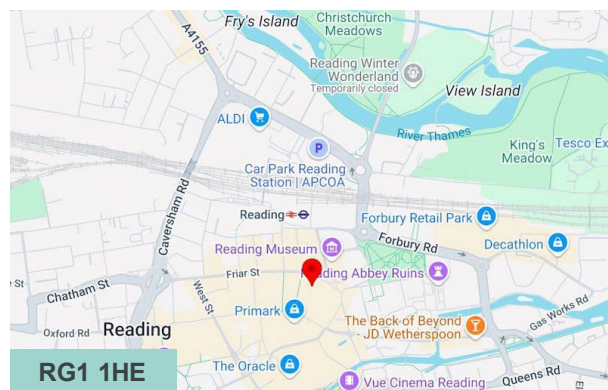 Fry's Island
Christchurch
Meadows
A4155
Reading Winter
Wonderland
Temporarily closed
View Island
ALDI
River Thames
King's
Meadow
Tesco Ex
Car Park Reading
Station | APCOA
Caversham Rd
Reading
Forbury Retail Park
Reading Museum
Forbury Rd
Decathlon
Friar St
Reading Abbey Ruins
Chatham St
West St
Primark
Gas Works Rd
Oxford Rd
Reading
The Back of Beyond
- JD Wetherspoon
The Oracle
RG1 1HE
Vue Cinema Reading
Queens Rd